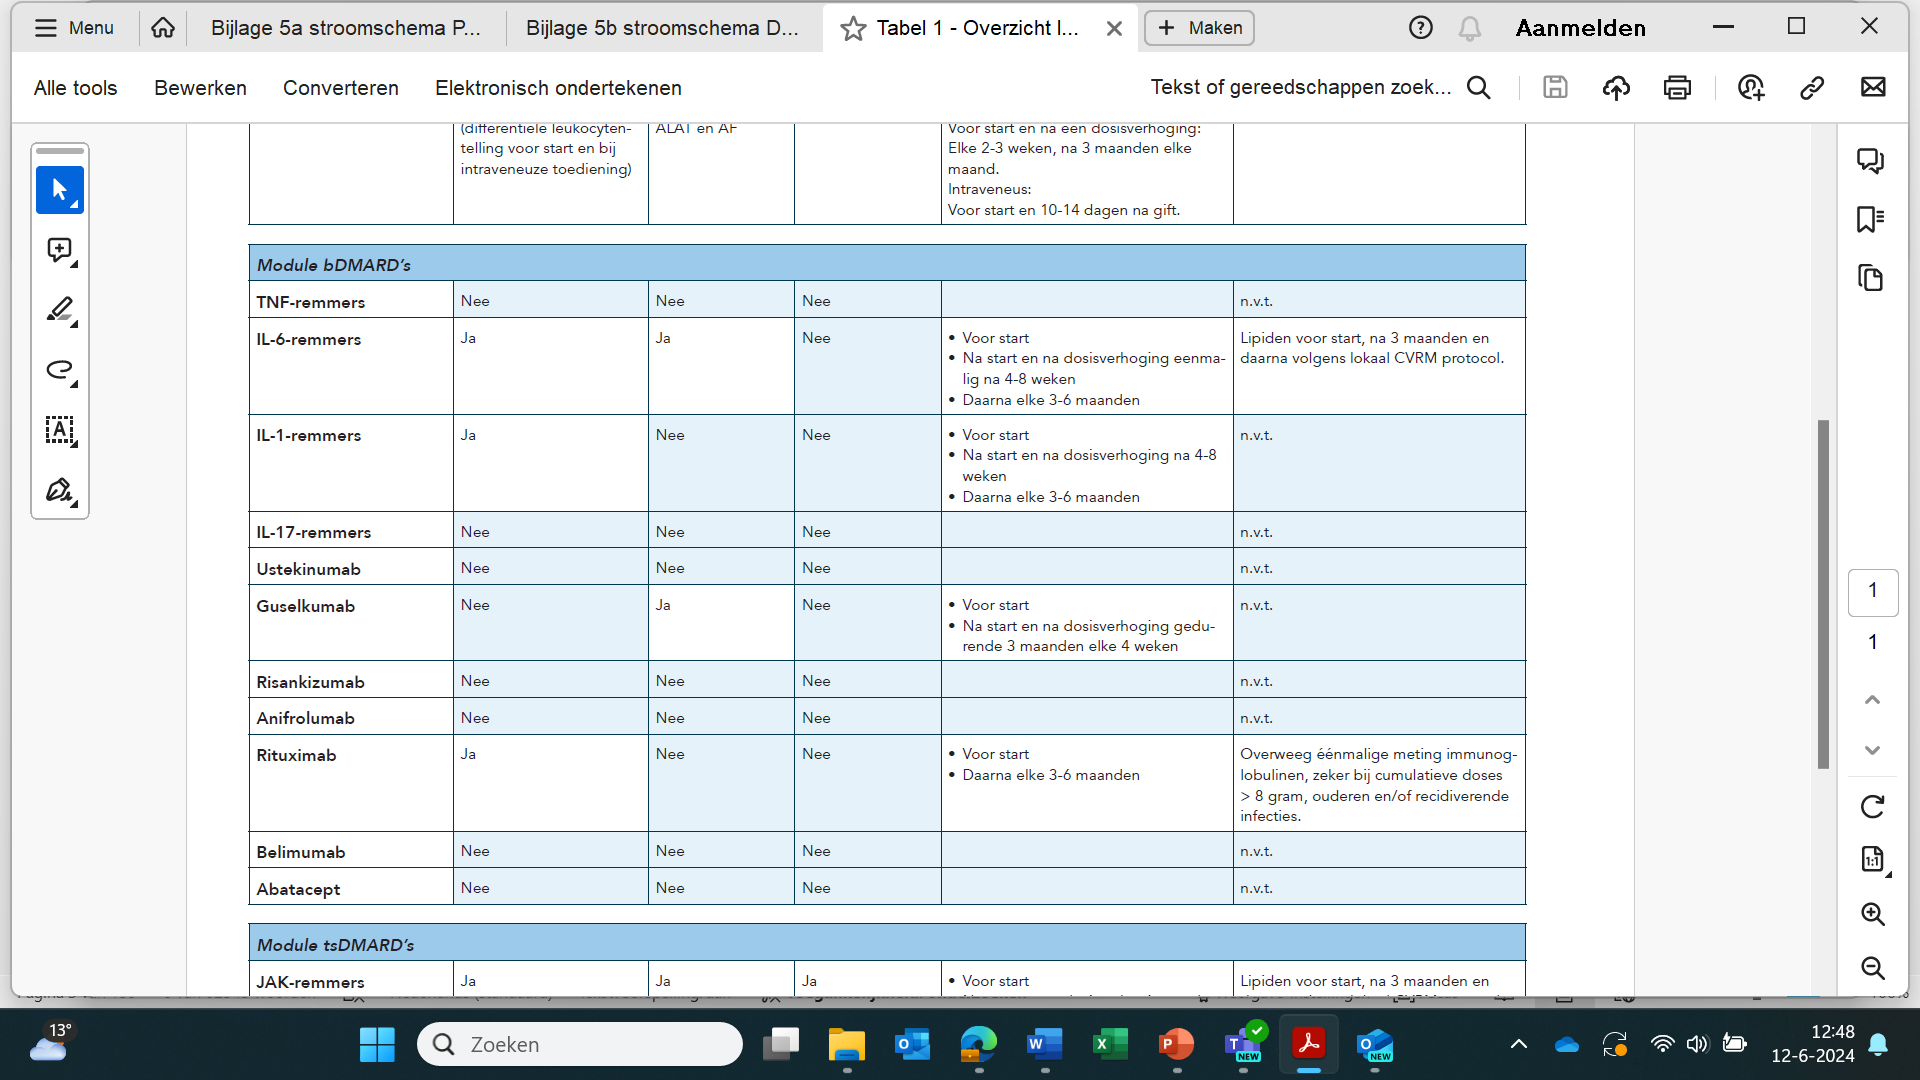 Menu
Bijlage 5a stroomschema P...
Bijlage 5b stroomschema D...
Tabel 1 - Overzicht l...
Maken
Aanmelden
Alle tools
Bewerken
Converteren
Elektronisch ondertekenen
Tekst of gereedschappen zoek...
(differentiële leukocyten-
telling voor start en bij
intraveneuze toediening)
ALAT en AF
Voor start en na een dosisverhoging:
Elke 2-3 weken, na 3 maanden elke
maand.
Intraveneus:
Voor start en 10-14 dagen na gift.
Module bDMARD's
TNF-remmers
Nee
Nee
Nee
n.v.t.
IL-6-remmers
Ja
Ja
Nee
• Voor start
• Na start en na dosisverhoging eenma-
lig na 4-8 weken
• Daarna elke 3-6 maanden
Lipiden voor start, na 3 maanden en
daarna volgens lokaal CVRM protocol.
IL-1-remmers
Ja
Nee
Nee
• Voor start
• Na start en na dosisverhoging na 4-8
weken
• Daarna elke 3-6 maanden
n.v.t.
IL-17-remmers
Nee
Nee
Nee
n.v.t.
Ustekinumab
Nee
Nee
Nee
n.v.t.
Guselkumab
Nee
Ja
Nee
• Voor start
• Na start en na dosisverhoging gedu-
rende 3 maanden elke 4 weken
n.v.t.
Risankizumab
Nee
Nee
Nee
n.v.t.
Anifrolumab
Nee
Nee
Nee
n.v.t.
Rituximab
Ja
Nee
Nee
• Voor start
• Daarna elke 3-6 maanden
Overweeg éénmalige meting immunog-
lobulinen, zeker bij cumulatieve doses
> 8 gram, ouderen en/of recidiverende
infecties.
Belimumab
Nee
Nee
Nee
n.v.t.
Abatacept
Nee
Nee
Nee
n.v.t.
Module tsDMARD's
JAK-remmers
Ja
Ja
Ja
• Voor start
Lipiden voor start, na 3 maanden en
1
1
1:1
13°
Zoeken
NEW
NEW
12:48
12-6-2024